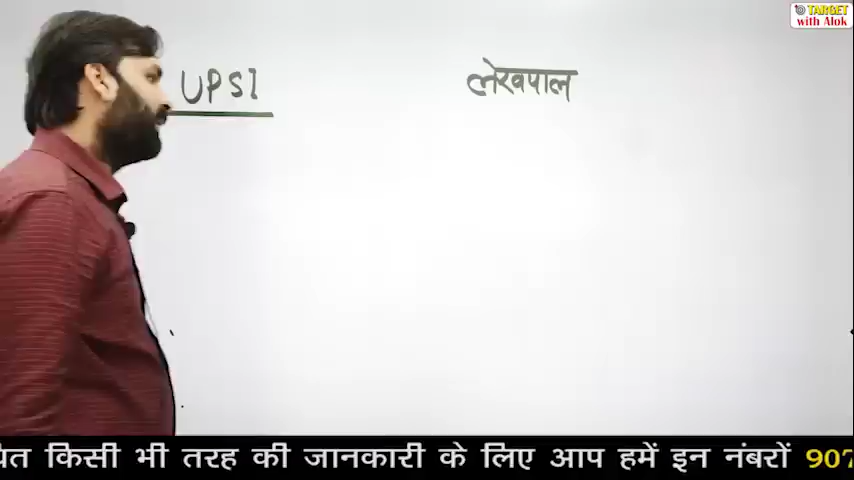 TARGET
with Alok
UPSI
लेखपाल
किसी भी तरह की जानकारी के लिए आप हमें इन नंबरों 907